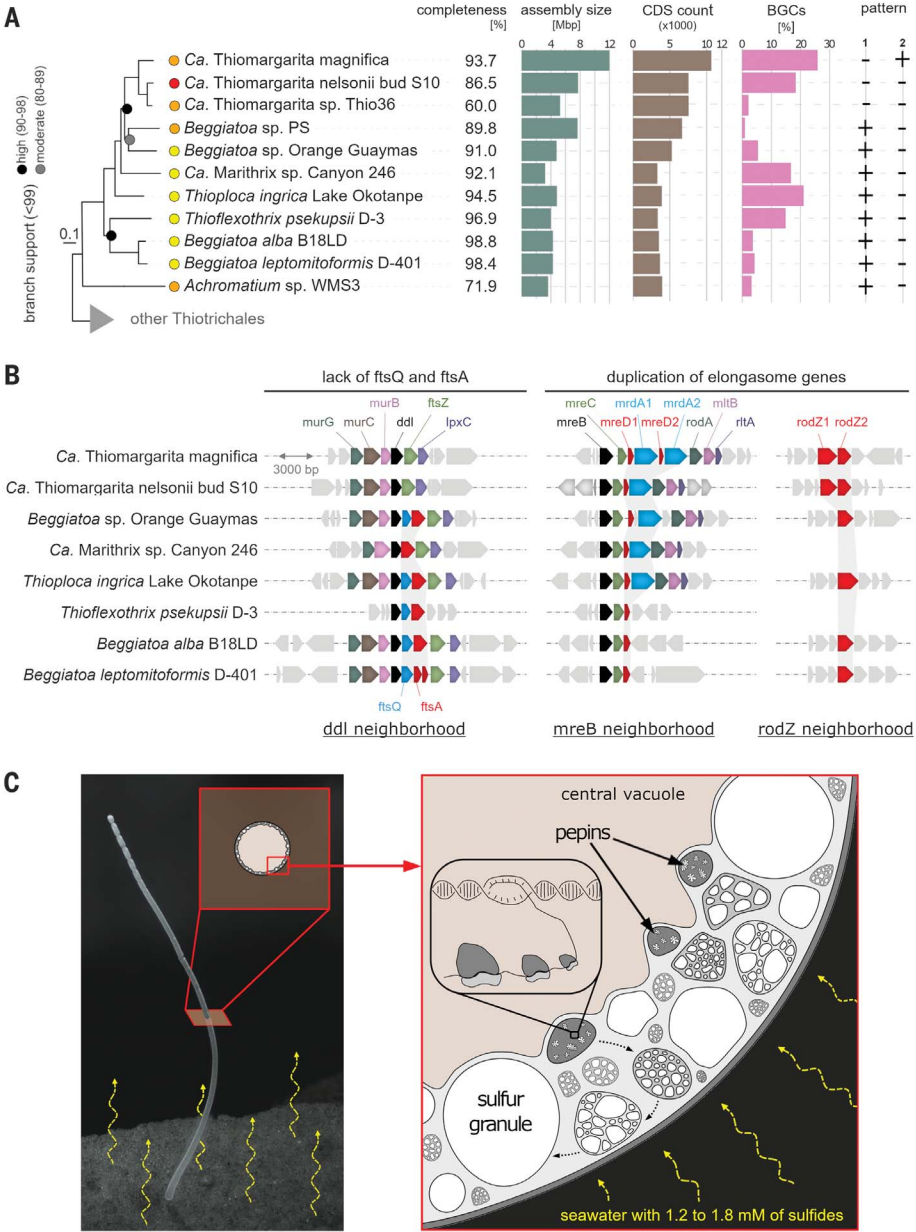 A
completeness assembly size CDS count BGCs pattern
[%] [Mbp] (x1000) [%]
0 4 8 12 0 5 10 12 0 10 20 30 1 2
Ca. Thiomargarita magnifica 93.7 - +
Ca. Thiomargarita nelsonii bud S10 86.5 - -
Ca. Thiomargarita sp. Thio36 60.0 - -
Beggiatoa sp. PS 89.8 + -
Beggiatoa sp. Orange Guaymas 91.0 + -
Ca. Marithrix sp. Canyon 246 92.1 + -
Thioploca ingrica Lake Okotanpe 94.5 + -
Thioflexothrix psekupsii D-3 96.9 + -
Beggiatoa alba B18LD 98.8 + -
Beggiatoa leptomitoformis D-401 98.4 + -
Achromatium sp. WMS3 71.9 + -
other Thiotrichales
branch support (<99)
high (90-98)
moderate (80-89)
0.1
B
lack of ftsQ and ftsA duplication of elongasome genes
murB ftsZ mreC mrdA1 mrdA2 mltB
murG murC ddl lpxC mreB mreD1 mreD2 rodA rltA rodZ1 rodZ2
Ca. Thiomargarita magnifica
3000 bp
Ca. Thiomargarita nelsonii bud S10
Beggiatoa sp. Orange Guaymas
Ca. Marithrix sp. Canyon 246
Thioploca ingrica Lake Okotanpe
Thioflexothrix psekupsii D-3
Beggiatoa alba B18LD
Beggiatoa leptomitoformis D-401
ftsQ ftsA
ddl neighborhood mreB neighborhood rodZ neighborhood
C
central vacuole
pepins
sulfur
granule
seawater with 1.2 to 1.8 mM of sulfides